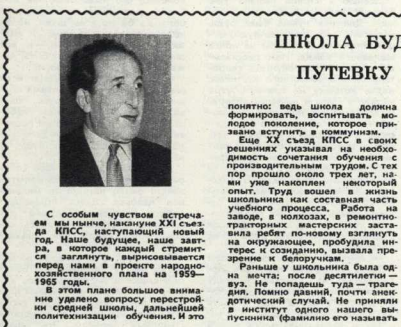 ШКОЛА БУД
ПУТЕВКУ
С особым чувством встреча-
ем мы нынче, накануне XXI съез-
да КПСС, наступающий новый
год. Наше будущее, наше завт-
ра, в которое каждый стремит-
ся заглянуть, вырисовывается
перед нами в проекте народно-
хозяйственного плана на 1959—
1965 годы.
В этом плане большое внима-
ние уделено вопросу перестрой-
ки средней школы, дальнейшей
политехнизации обучения. И это
понятно: ведь школа должна
формировать, воспитывать мо-
лодое поколение, которое при-
звано вступить в коммунизм.
Еще XX съезд КПСС в своих
решениях указывал на необхо-
димость сочетания обучения с
производительным трудом. С тех
пор прошло около трех лет, на-
ми уже накоплен некоторый
опыт. Труд вошел в жизнь
школьника как составная часть
учебного процесса. Работа на
заводе, в колхозах, в ремонтно-
тракторных мастерских заста-
вила ребят по-новому взглянуть
на окружающее, пробудила ин-
терес к созиданию, вызвала пре-
зрение к белоручкам.
Раньше у школьника была од-
на мечта: после десятилетки —
вуз. Не попадешь туда — траге-
дия. Помню давний, почти анек-
дотический случай. Не приняли
в институт одного нашего вы-
пускника (фамилию его называть